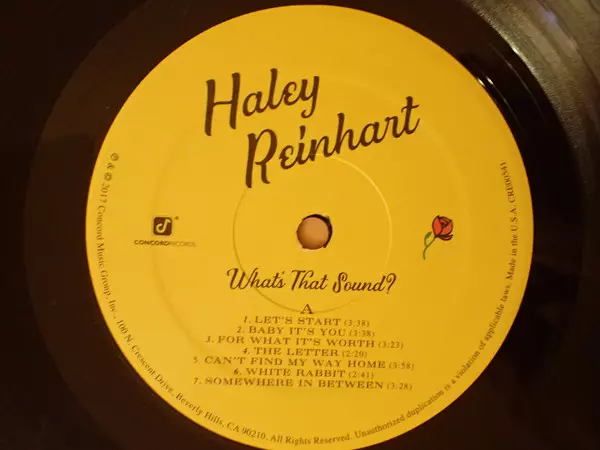 Haley
Reinhart
CONCORDRECORDS.
What's That Sound?
A
1. LET'S START (3:38)
2. BABY IT'S YOU (3:38)
3. FOR WHAT IT'S WORTH (3:23)
4. THE LETTER (2:20)
5. CAN'T FIND MY WAY HOME (3:58)
6. WHITE RABBIT (2:41)
7. SOMEWHERE IN BETWEEN (3:28)
℗ & © 2017 Concord Music Group, Inc., 100 N. Crescent Drive, Beverly Hills, CA 90210. All Rights Reserved. Unauthorized duplication is a violation of applicable laws. Made in the U.S.A. CRE00541